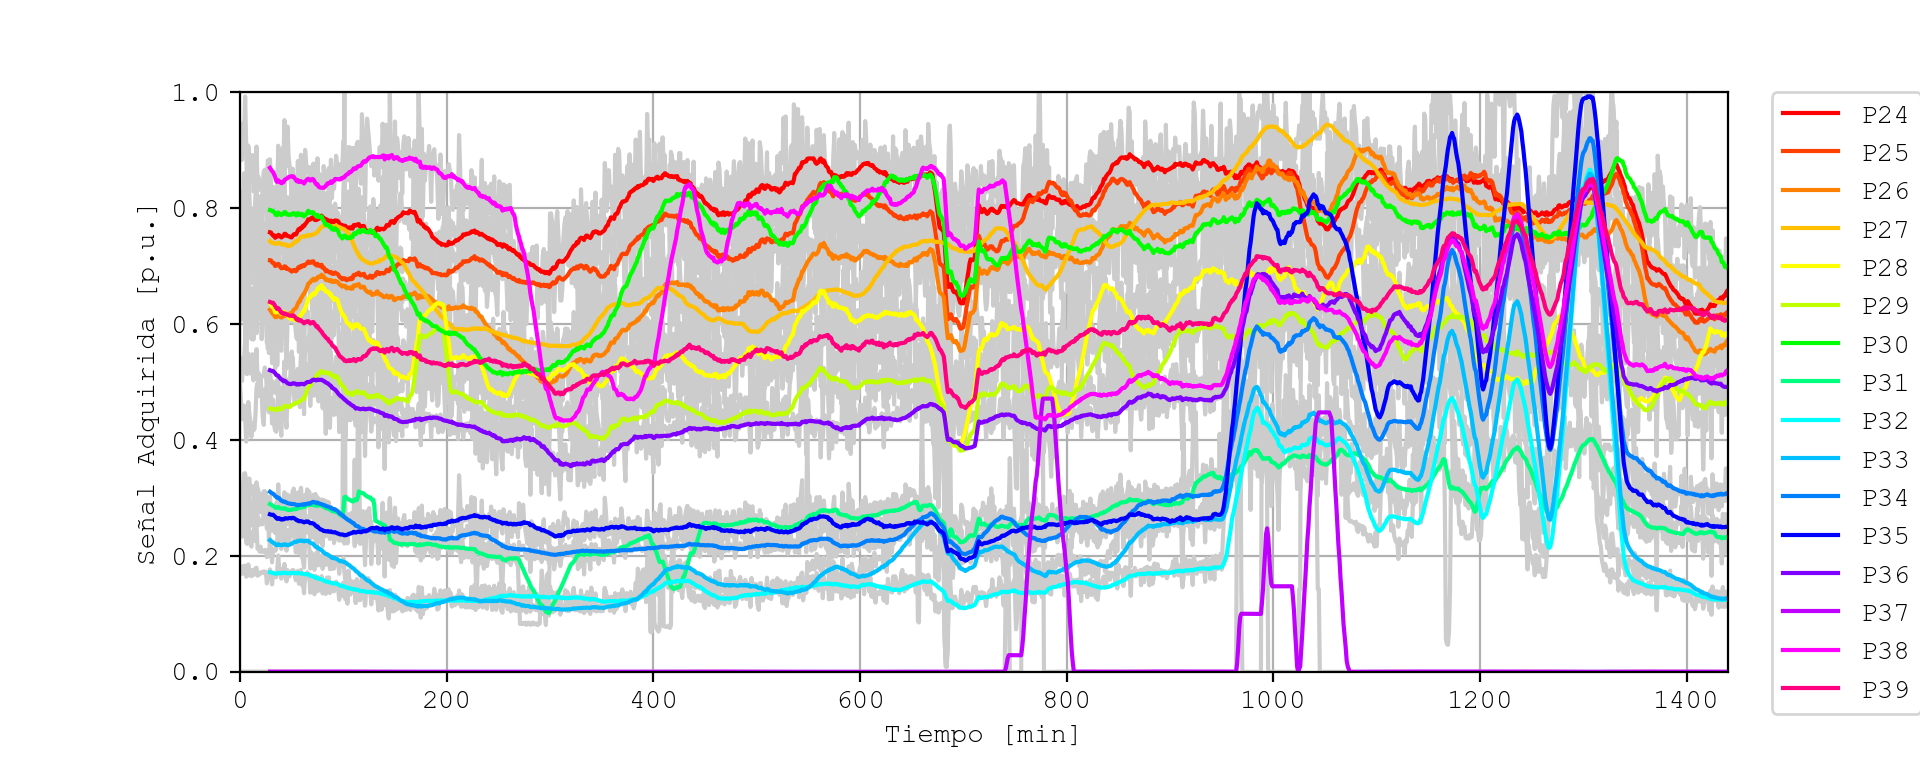 1.0
0.8
0.6
0.4
0.2
0.0
Señal Adquirida [p.u.]
0 200 400 600 800 1000 1200 1400
Tiempo [min]
P24
P25
P26
P27
P28
P29
P30
P31
P32
P33
P34
P35
P36
P37
P38
P39